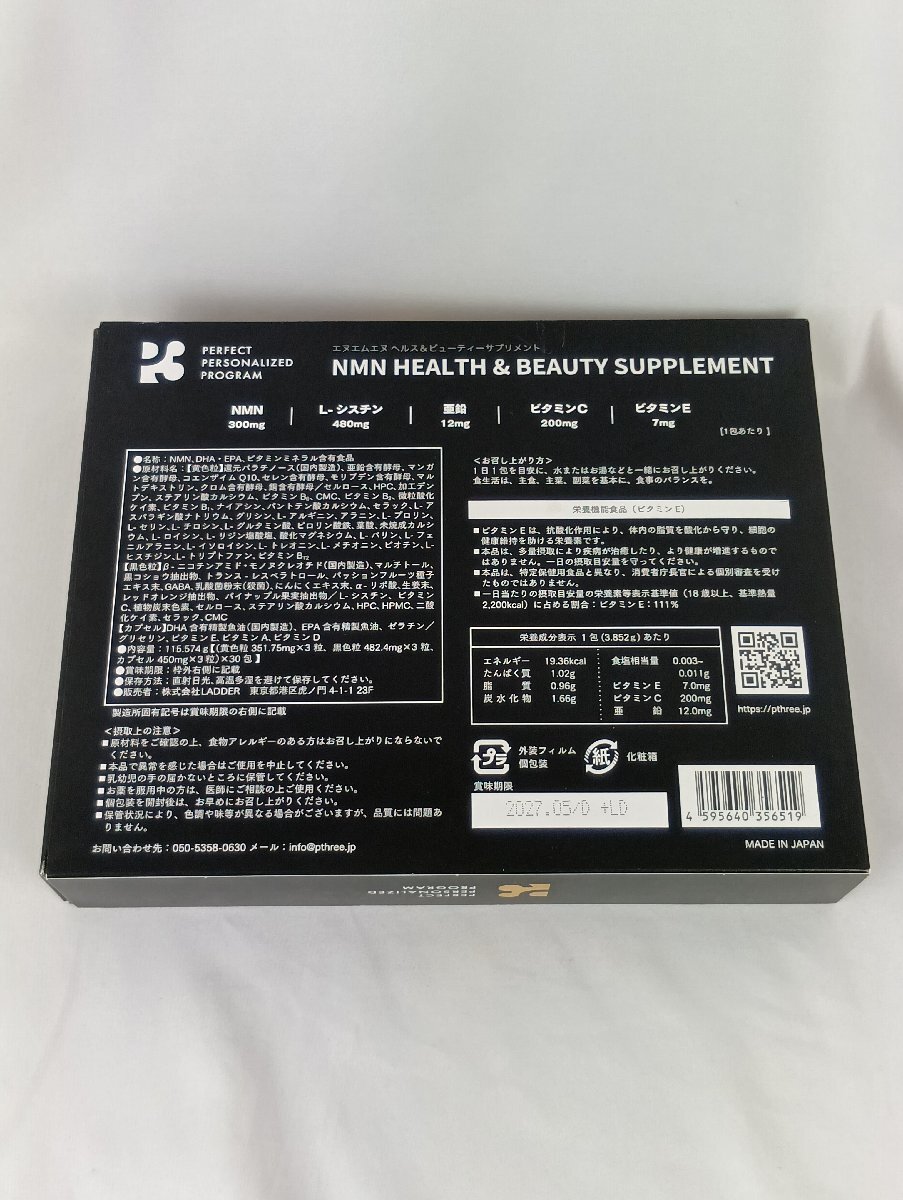 PERFECT
PERSONALIZED
PROGRAM
エヌエムエヌ ヘルス&ビューティーサプリメント
NMN HEALTH & BEAUTY SUPPLEMENT
NMN
300mg
L-シスチン
480mg
亜鉛
12mg
ビタミンC
200mg
ビタミンE
7mg
[1包あたり]
●名称：NMN、DHA・EPA、ビタミンミネラル含有食品
●原材料名：【黄色粒】還元パラチノース(国内製造)、亜鉛含有酵母、マンガ
ン含有酵母、コエンザイムQ10、セレン含有酵母、モリブデン含有酵母、マル
トデキストリン、クロム含有酵母、銅含有酵母/セルロース、HPC、加工デン
プン、ステアリン酸カルシウム、ビタミンB₆、CMC、ビタミンB₂、微粒酸化
ケイ素、ビタミンB₁、ナイアシン、パントテン酸カルシウム、セラック、L-ア
スパラギン酸ナトリウム、グリシン、L-アルギニン、アラニン、L-プロリン、
L-セリン、L-チロシン、L-グルタミン酸、ピロリン酸鉄、葉酸、未焼成カルシ
ウム、L-ロイシン、L-リジン塩酸塩、酸化マグネシウム、L-バリン、L-フェ
ニルアラニン、L-イソロイシン、L-トレオニン、L-メチオニン、ビオチン、L-
ヒスチジン、L-トリプトファン、ビタミンB₁₂
【黒色粒】β-ニコチンアミド・モノヌクレオチド(国内製造)、マルチトール、
黒コショウ抽出物、トランス-レスベラトロール、パッションフルーツ種子
エキス末、GABA、乳酸菌粉末(殺菌)、にんにくエキス末、α-リポ酸、生姜末、
レッドオレンジ抽出物、パイナップル果実抽出物/L-シスチン、ビタミン
C、植物炭末色素、セルロース、ステアリン酸カルシウム、HPC、HPMC、二酸
化ケイ素、セラック、CMC
【カプセル】DHA含有精製魚油(国内製造)、EPA含有精製魚油、ゼラチン/
グリセリン、ビタミンE、ビタミンA、ビタミンD
●内容量：115.574g【(黄色粒 351.75mg×3粒、黒色粒 482.4mg×3粒、
カプセル 450mg×3粒)×30包】
●賞味期限：枠外右側に記載
●保存方法：直射日光、高温多湿を避けて保存してください。
●販売者：株式会社LADDER 東京都港区虎ノ門4-1-1 23F
製造所固有記号は賞味期限の右側に記載
＜摂取上の注意＞
■原材料をご確認の上、食物アレルギーのある方はお召し上がりにならないで
ください。
■本品で異常を感じた場合はご使用を中止してください。
■乳幼児の手の届かないところに保管してください。
■お薬を服用中の方は、医師にご相談の上ご使用ください。
■個包装を開封後は、お早めにお召し上がりください。
■保管状況により、色調や味等が異なる場合がございますが、品質には問題あ
りません。
お問い合わせ先：050-5358-0630 メール：info@pthree.jp
＜お召し上がり方＞
1日1包を目安に、水またはお湯などと一緒にお召し上がりください。
食生活は、主食、主菜、副菜を基本に、食事のバランスを。
栄養機能食品(ビタミンE)
■ビタミンEは、抗酸化作用により、体内の脂質を酸化から守り、細胞の
健康維持を助ける栄養素です。
■本品は、多量摂取により疾病が治癒したり、より健康が増進するもので
はありません。一日の摂取目安量を守ってください。
■本品は、特定保健用食品と異なり、消費者庁長官による個別審査を受け
たものではありません。
■一日当たりの摂取目安量の栄養素等表示基準値(18歳以上、基準熱量
2,200kcal)に占める割合：ビタミンE：111%
栄養成分表示 1包(3.852g)あたり
エネルギー 19.36kcal
たんぱく質 1.02g
脂質 0.96g
炭水化物 1.66g
食塩相当量 0.003~
0.011g
ビタミンE 7.0mg
ビタミンC 200mg
亜鉛 12.0mg
https://pthree.jp
プラ
外装フィルム
個包装
紙
化粧箱
賞味期限
2027.05/D +LD
4 595640 356519
MADE IN JAPAN
PERFECT
PERSONALIZED
PROGRAM